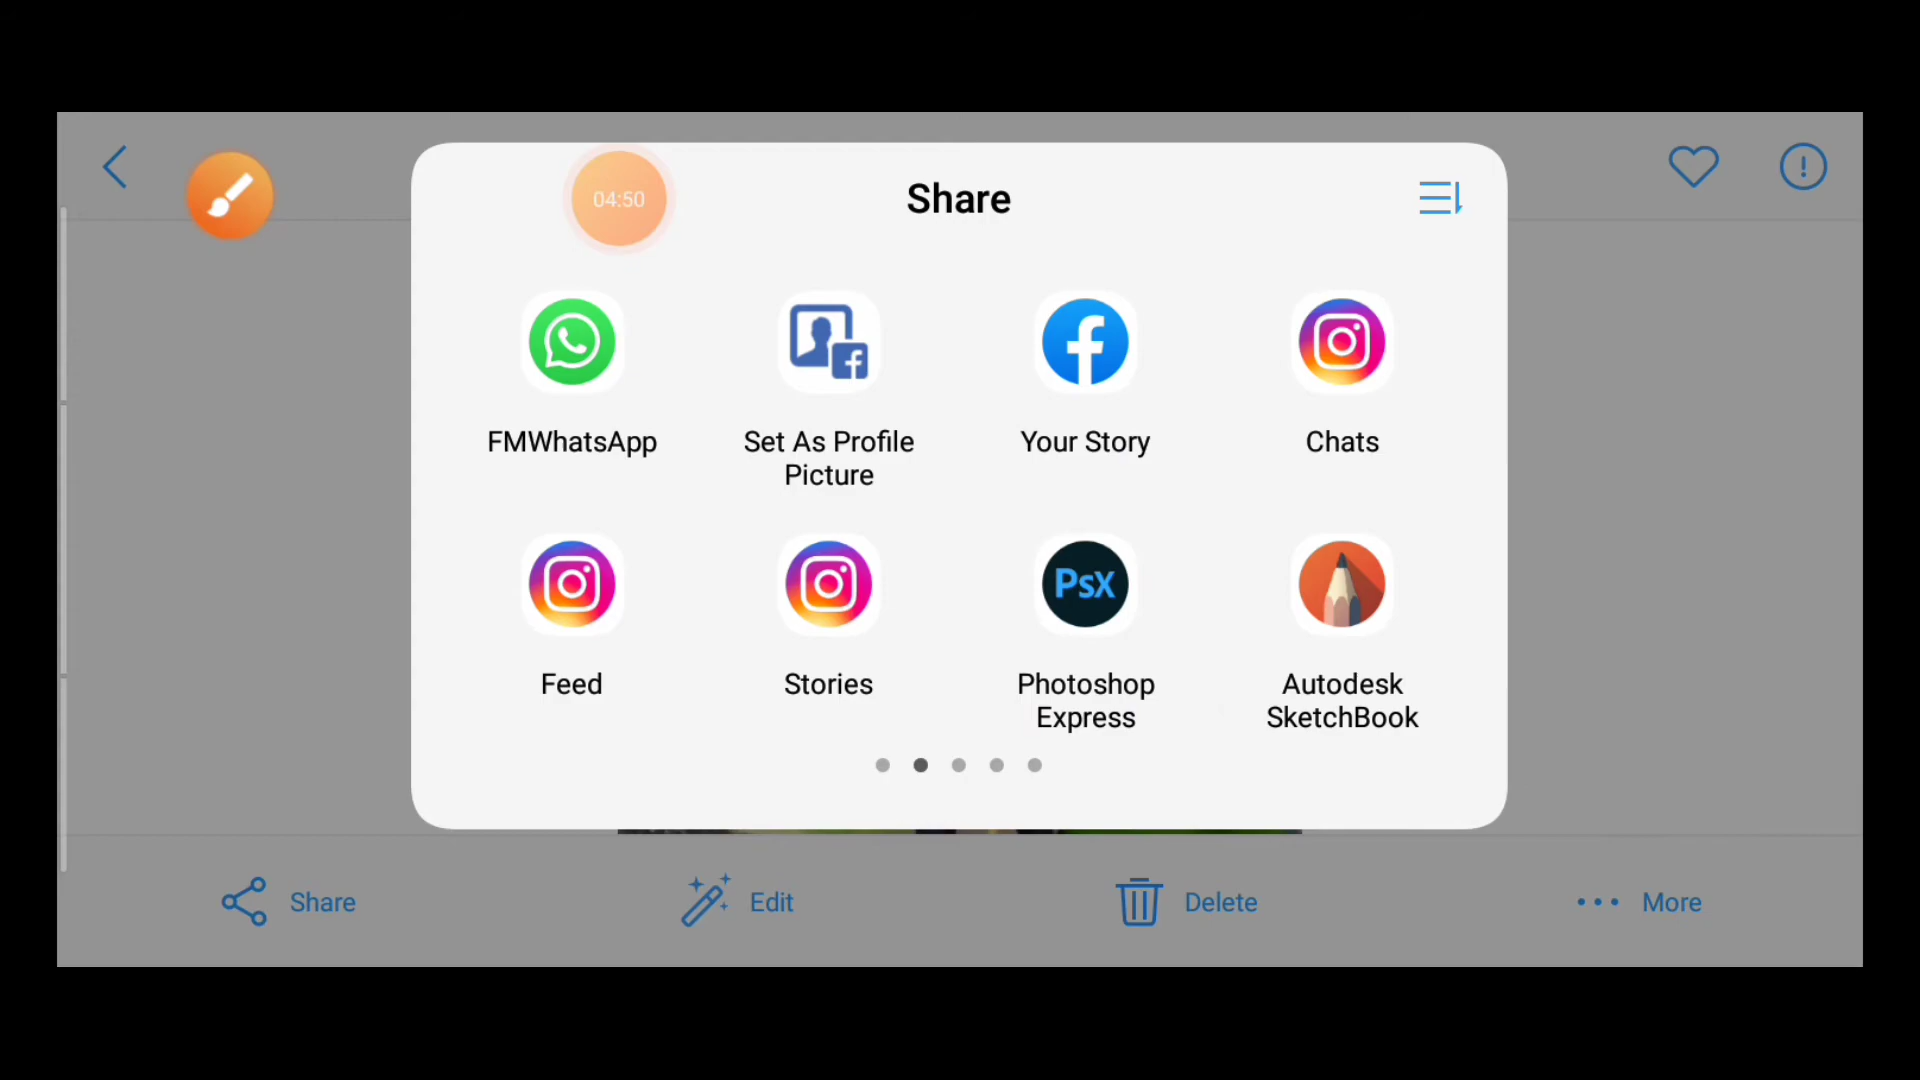 04:50
Share
FMWhatsApp
Set As Profile
Picture
Your Story
Chats
Feed
Stories
PsX
Photoshop
Express
Autodesk
SketchBook
Share
Edit
Delete
More